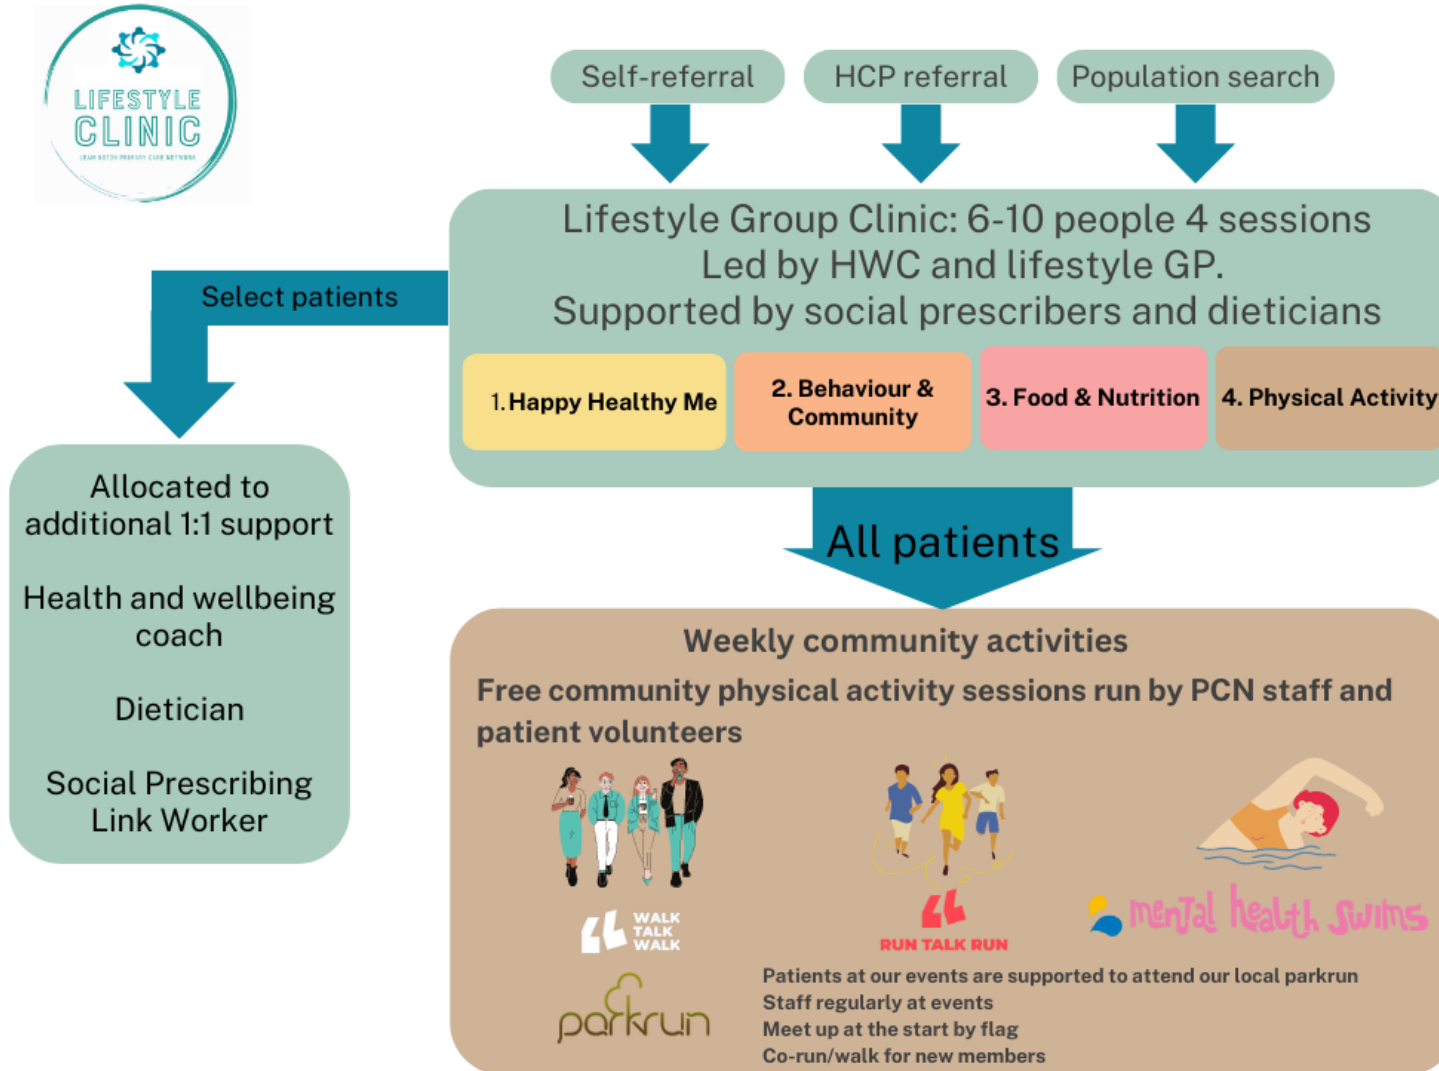 LIFESTYLE
CLINIC
LEAMINGTON PRIMARY CARE NETWORK
Self-referral
HCP referral
Population search
Lifestyle Group Clinic: 6-10 people 4 sessions
Led by HWC and lifestyle GP.
Supported by social prescribers and dieticians
1. Happy Healthy Me
2. Behaviour &
Community
3. Food & Nutrition
4. Physical Activity
Select patients
Allocated to
additional 1:1 support
Health and wellbeing
coach
Dietician
Social Prescribing
Link Worker
All patients
Weekly community activities
Free community physical activity sessions run by PCN staff and
patient volunteers
WALK
TALK
WALK
RUN TALK RUN
mental health swims
parkrun
Patients at our events are supported to attend our local parkrun
Staff regularly at events
Meet up at the start by flag
Co-run/walk for new members